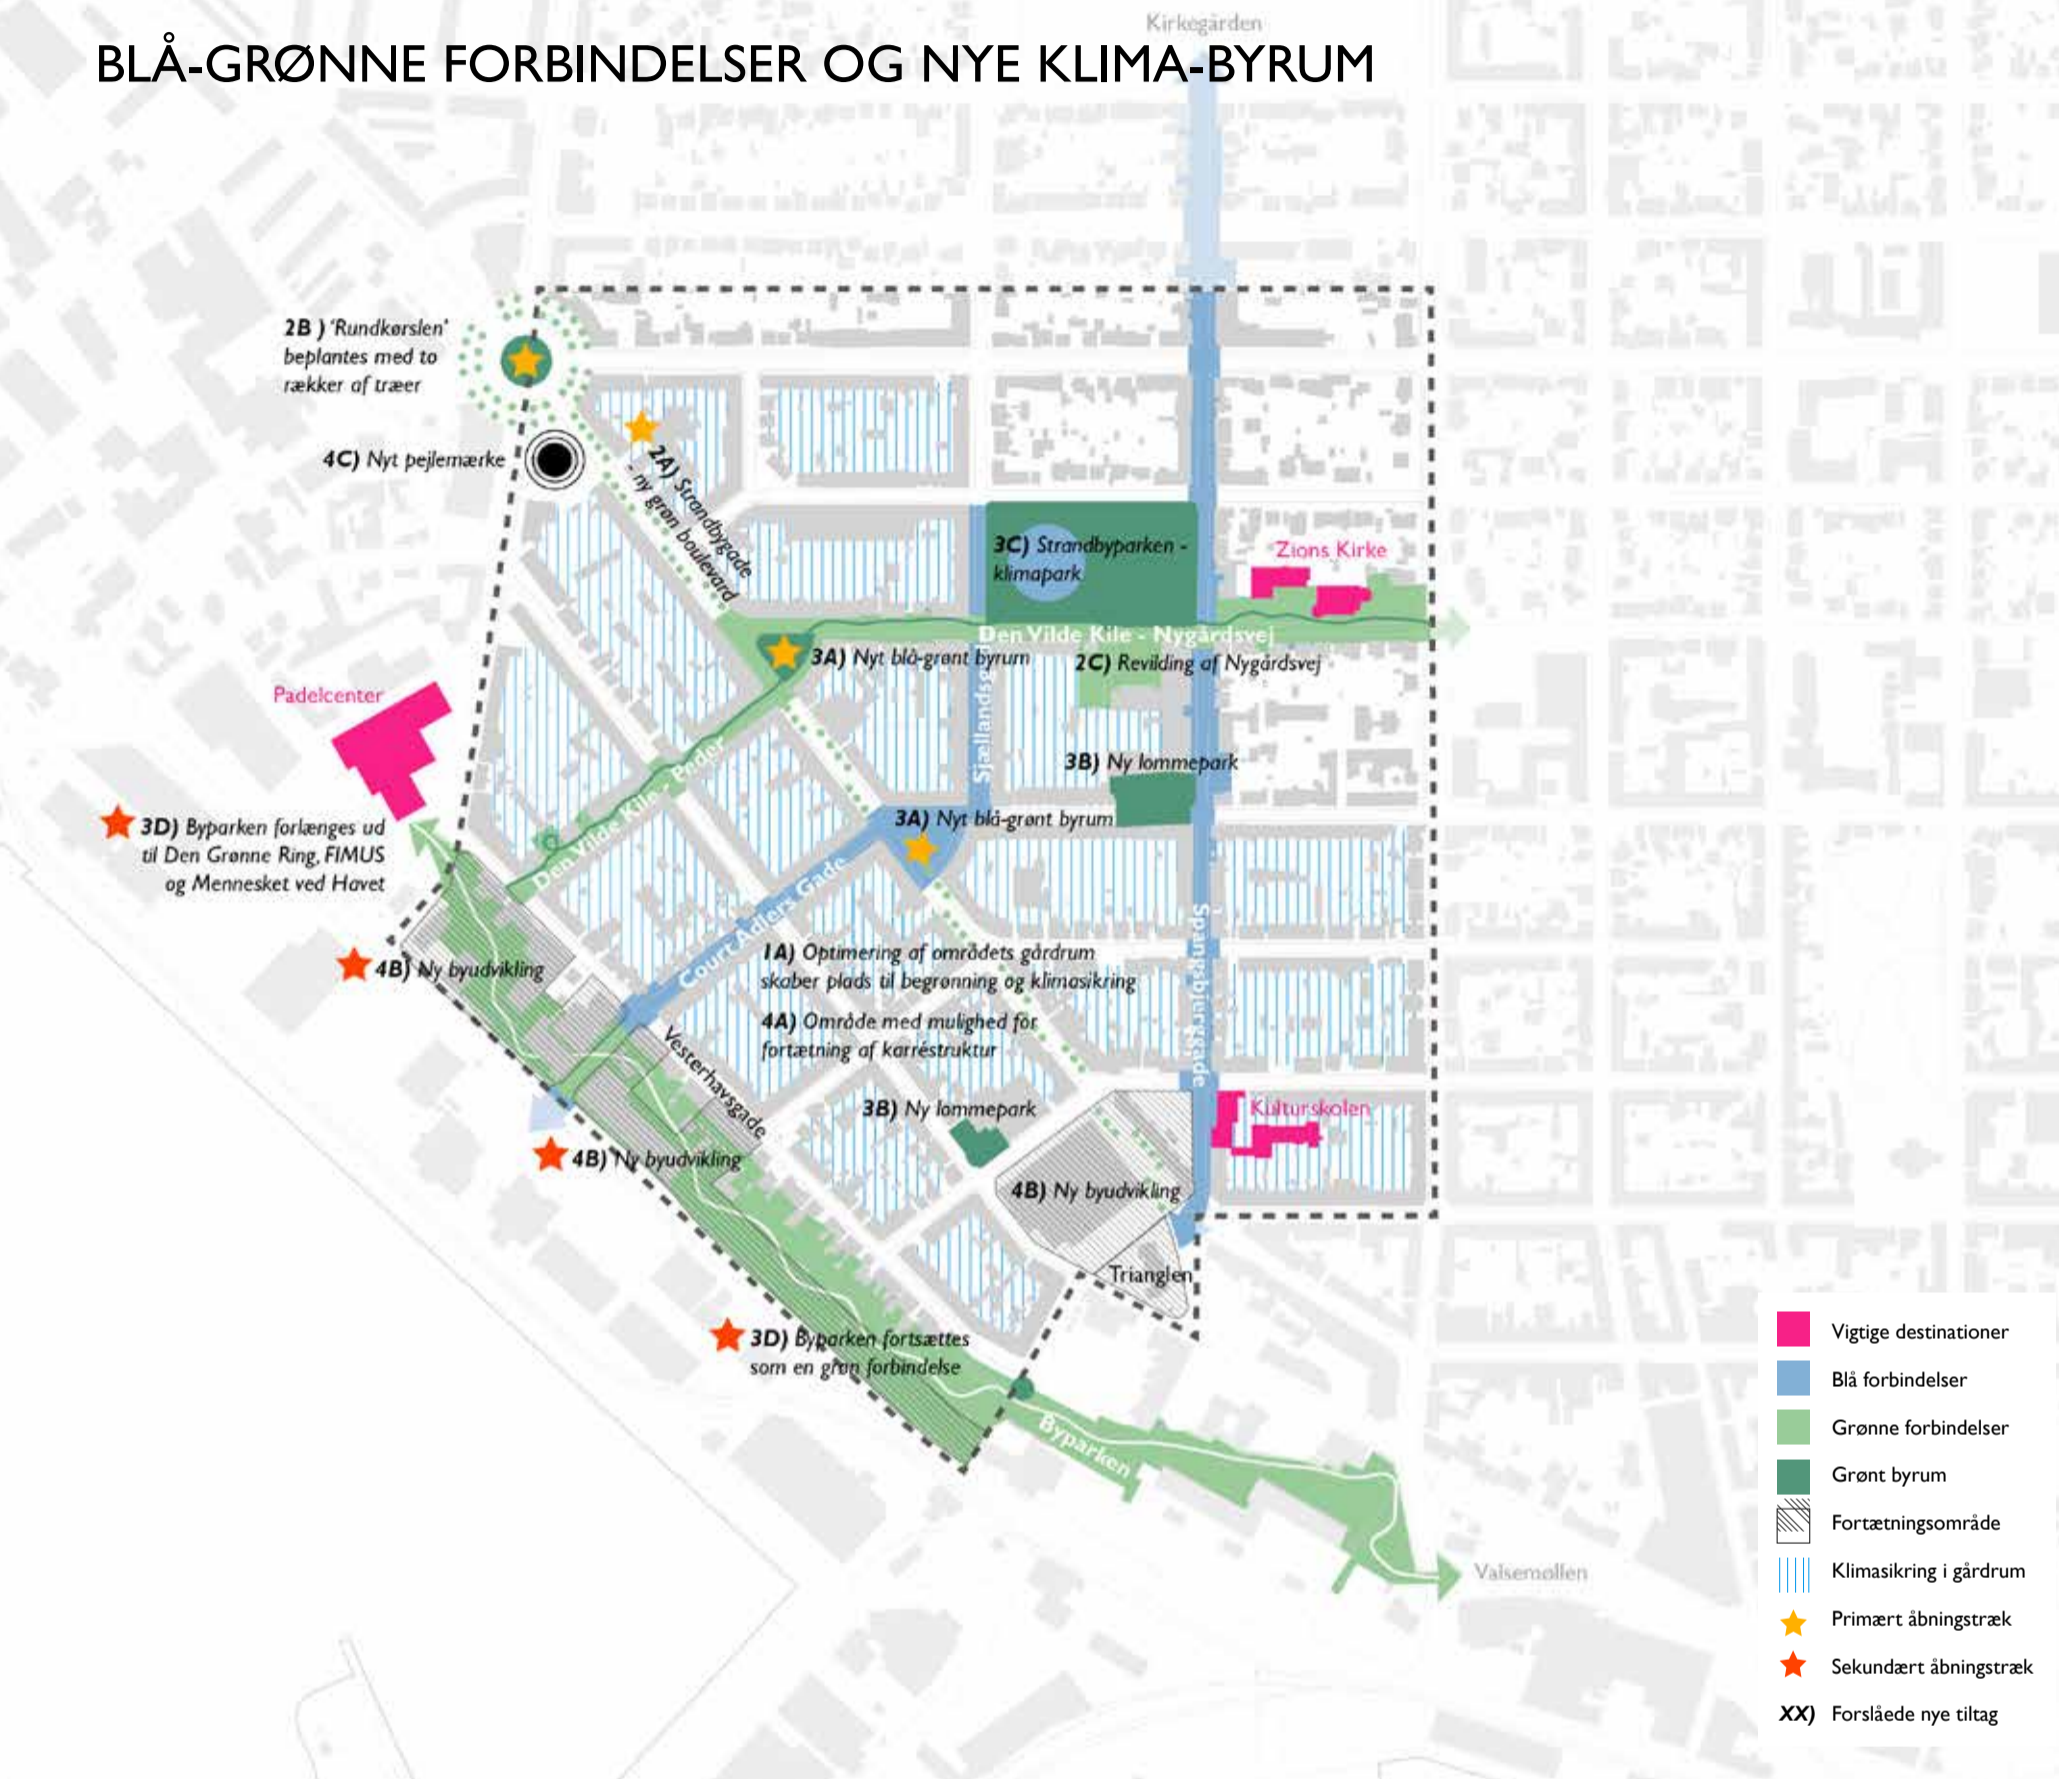 Kirkegården
BLÅ-GRØNNE FORBINDELSER OG NYE KLIMA-BYRUM
2B ) 'Rundkørslen'
beplantes med to
rækker af træer
4C) Nyt pejlemærke
2A) Strandbygade
- ny grøn boulevard
3C) Strandbyparken -
klimapark
Zions Kirke
Den Vilde Kile - Nygårdsvej
3A) Nyt blå-grønt byrum
2C) Revilding af Nygårdsvej
Padelcenter
Sjællandsg
3B) Ny lommepark
Den Vilde Kile - Peder
3A) Nyt blå-grønt byrum
3D) Byparken forlænges ud
til Den Grønne Ring, FIMUS
og Mennesket ved Havet
Court Adlers Gade
Spangsbjerggade
1A) Optimering af områdets gårdrum
skaber plads til begrønning og klimasikring
4B) Ny byudvikling
4A) Område med mulighed for
fortætning af karréstruktur
Vesterhavsgade
3B) Ny lommepark
Kulturskolen
4B) Ny byudvikling
4B) Ny byudvikling
Trianglen
3D) Byparken fortsættes
som en grøn forbindelse
Byparken
Valsemøllen
Vigtige destinationer
Blå forbindelser
Grønne forbindelser
Grønt byrum
Fortætningsområde
Klimasikring i gårdrum
Primært åbningstræk
Sekundært åbningstræk
XX) Forslåede nye tiltag